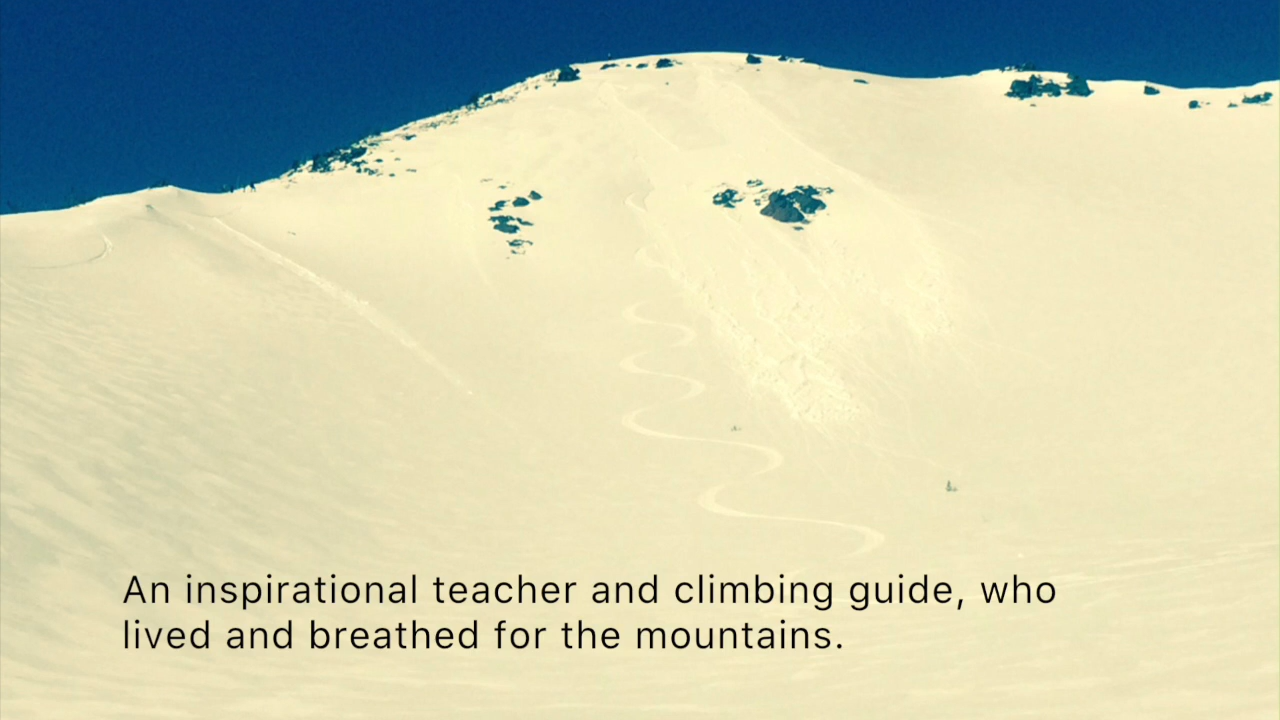 An inspirational teacher and climbing guide, who
lived and breathed for the mountains.